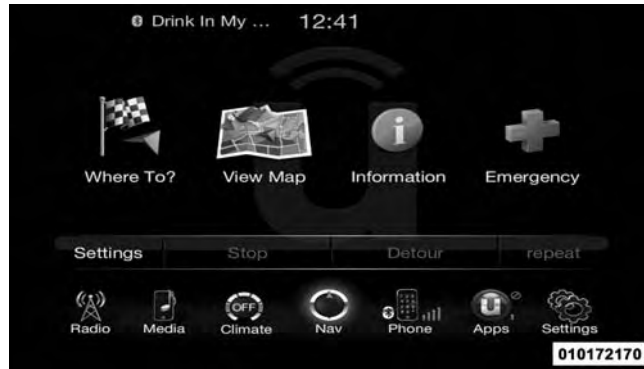 Drink In My ... 12:41
Where To? View Map Information Emergency
Settings Stop Detour repeat
OFF
Radio Media Climate Nav Phone Apps Settings
010172170